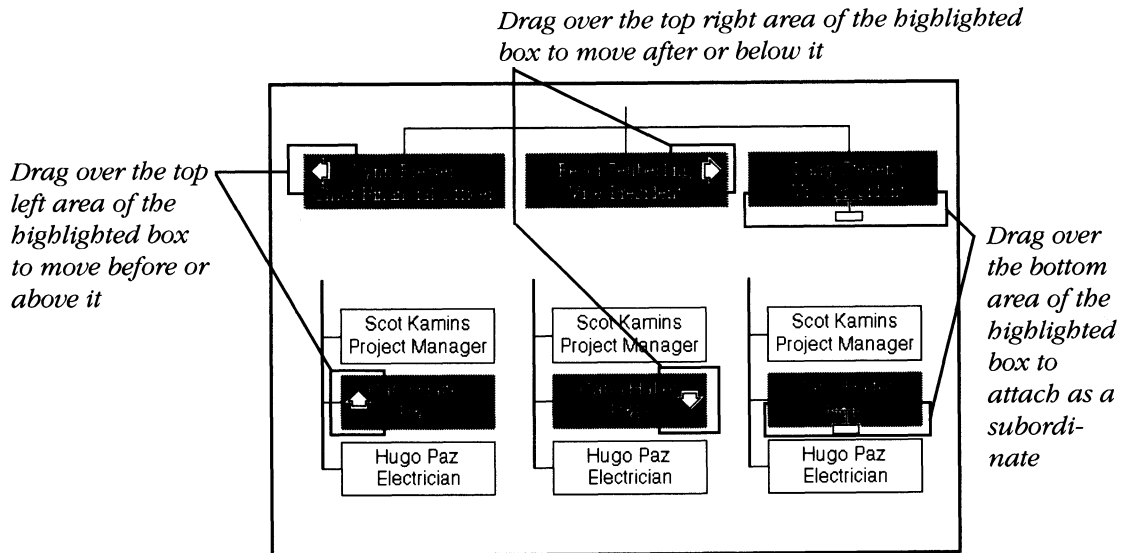 Drag over the top right area of the highlighted
box to move after or below it
Drag over the top
left area of the
highlighted box
to move before or
above it
Drag over
the bottom
area of the
highlighted
box to
attach as a
subordi-
nate
Scot Kamins
Project Manager
Scot Kamins
Project Manager
Scot Kamins
Project Manager
Hugo Paz
Electrician
Hugo Paz
Electrician
Hugo Paz
Electrician